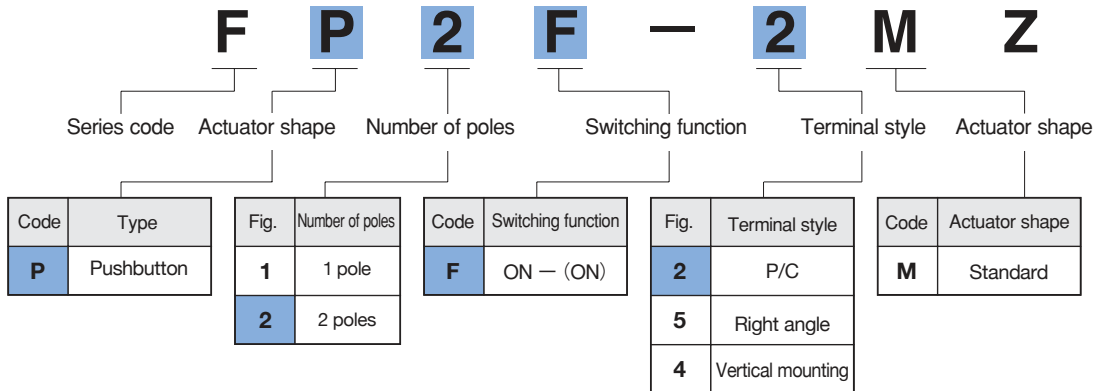 F P 2 F — 2 M Z
Series code Actuator shape Number of poles Switching function Terminal style Actuator shape
Code Type
P Pushbutton
Fig. Number of poles
1 1 pole
2 2 poles
Code Switching function
F ON — (ON)
Fig. Terminal style
2 P/C
5 Right angle
4 Vertical mounting
Code Actuator shape
M Standard